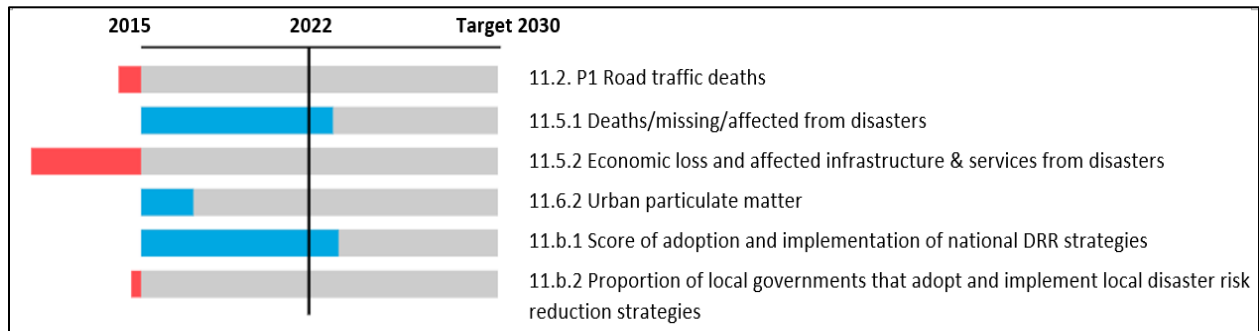 2015 2022 Target 2030
11.2. P1 Road traffic deaths
11.5.1 Deaths/missing/affected from disasters
11.5.2 Economic loss and affected infrastructure & services from disasters
11.6.2 Urban particulate matter
11.b.1 Score of adoption and implementation of national DRR strategies
11.b.2 Proportion of local governments that adopt and implement local disaster risk
reduction strategies